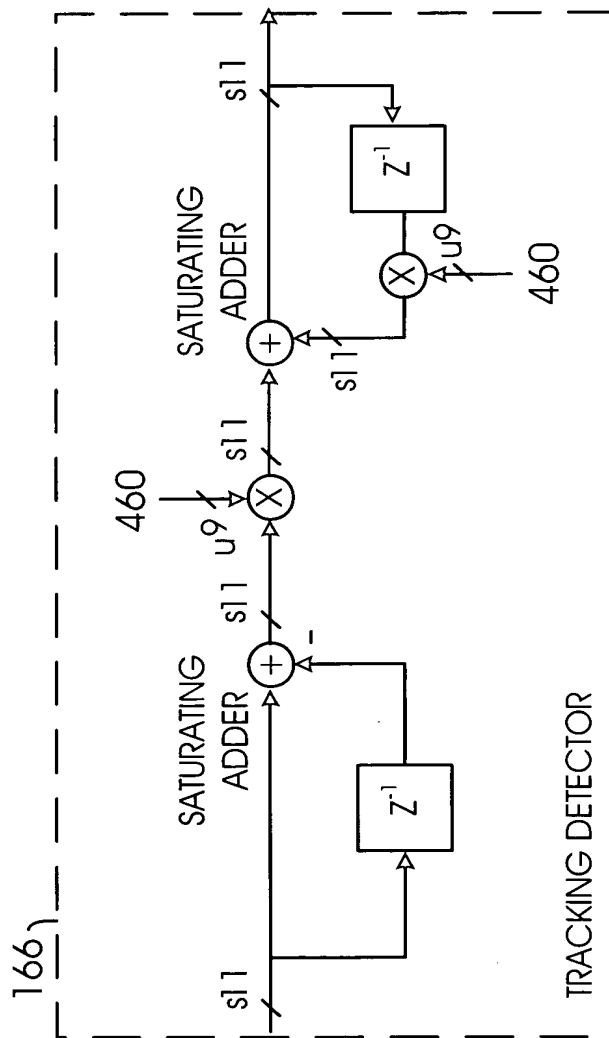 166
s11
SATURATING
ADDER
Z⁻¹
+
-
s11
460
u9
X
s11
SATURATING
ADDER
+
s11
s11
Z⁻¹
X
u9
460
TRACKING DETECTOR